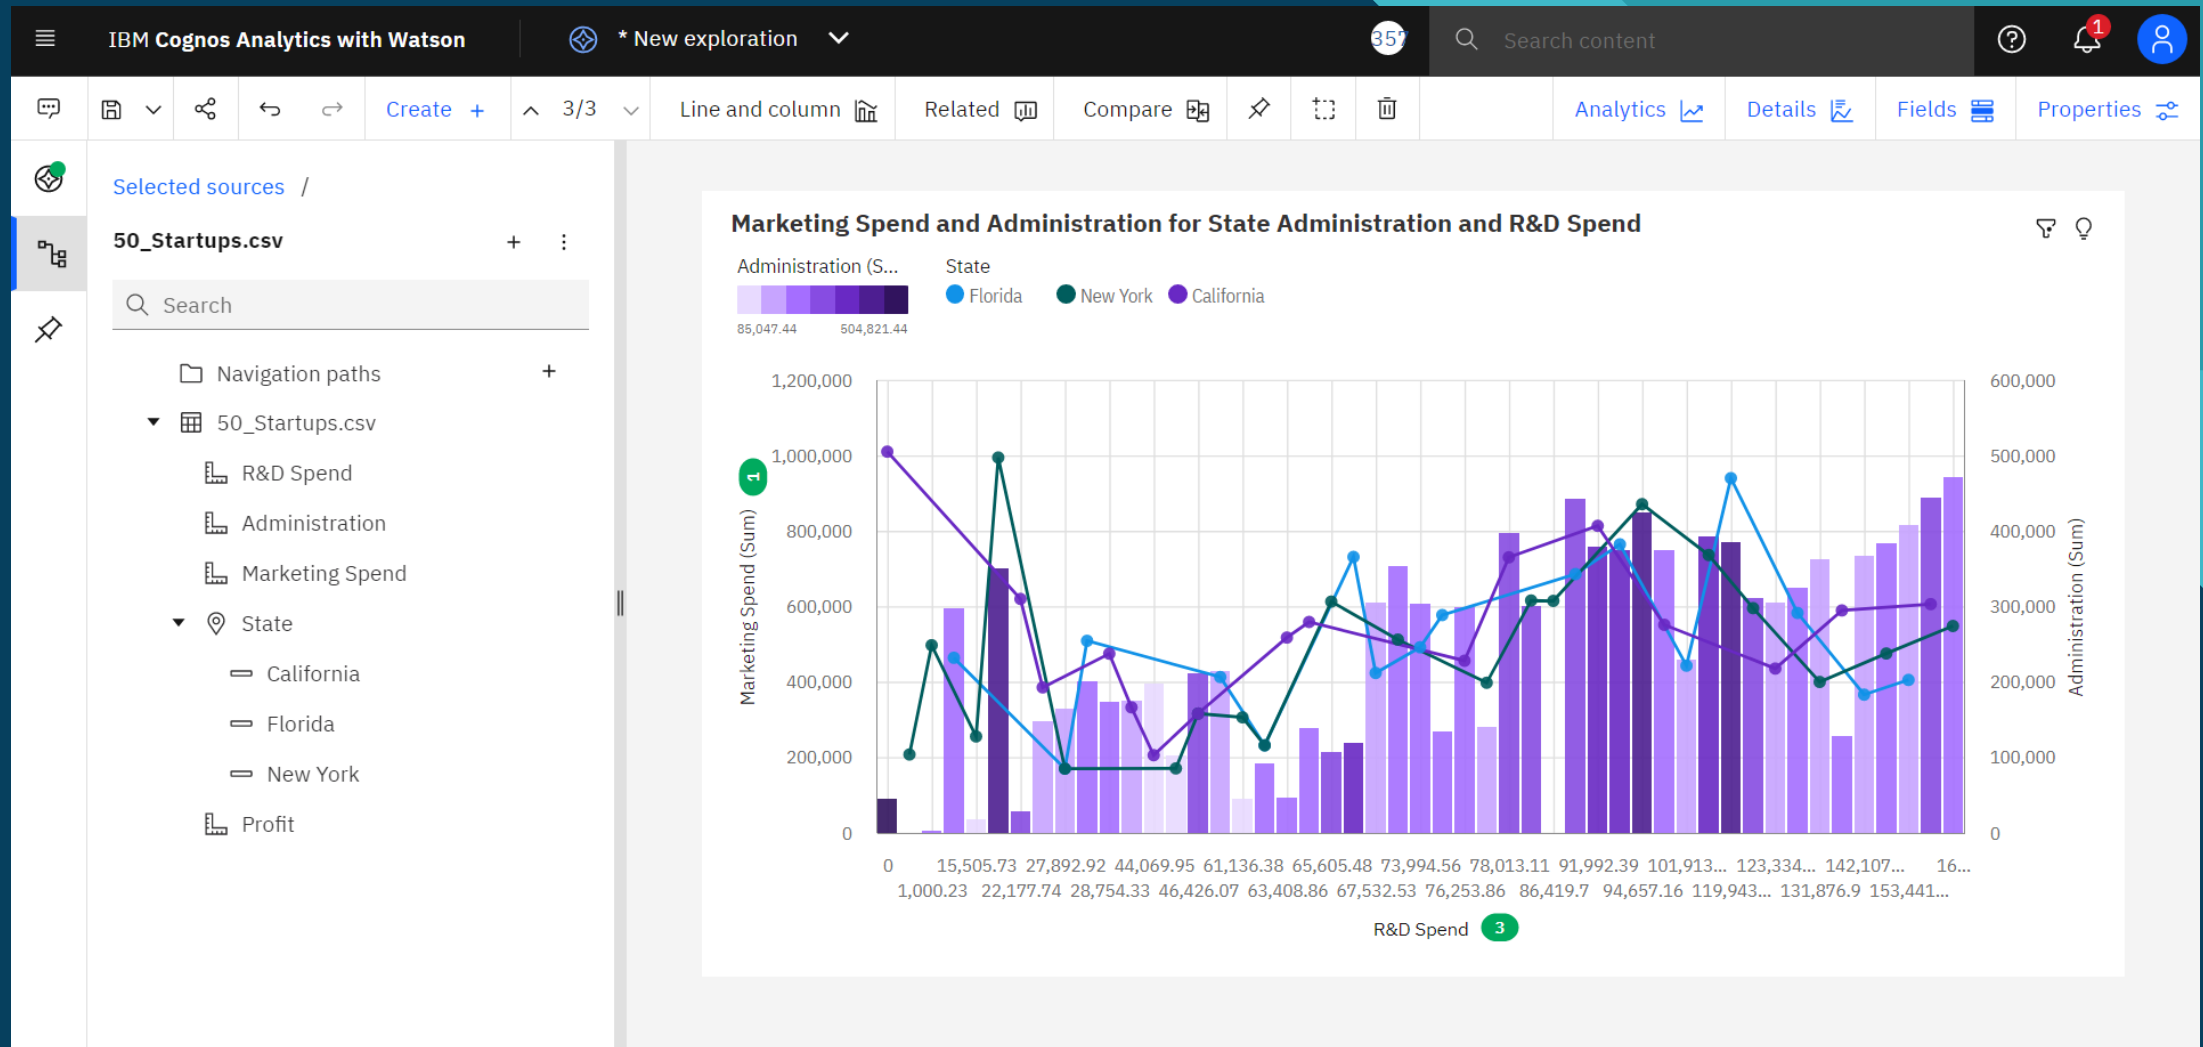 IBM Cognos Analytics with Watson
* New exploration
357
Search content
1
Create +
3/3
Line and column
Related
Compare
Analytics
Details
Fields
Properties
Selected sources /
50_Startups.csv
Search
Navigation paths
50_Startups.csv
R&D Spend
Administration
Marketing Spend
State
California
Florida
New York
Profit
Marketing Spend and Administration for State Administration and R&D Spend
Administration (S...
State
85,047.44
504,821.44
Florida
New York
California
Marketing Spend (Sum)
1
1,200,000
1,000,000
800,000
600,000
400,000
200,000
0
600,000
500,000
400,000
300,000
200,000
100,000
0
Administration (Sum)
0 15,505.73 27,892.92 44,069.95 61,136.38 65,605.48 73,994.56 78,013.11 91,992.39 101,913... 123,334... 142,107... 16...
1,000.23 22,177.74 28,754.33 46,426.07 63,408.86 67,532.53 76,253.86 86,419.7 94,657.16 119,943... 131,876.9 153,441...
R&D Spend 3